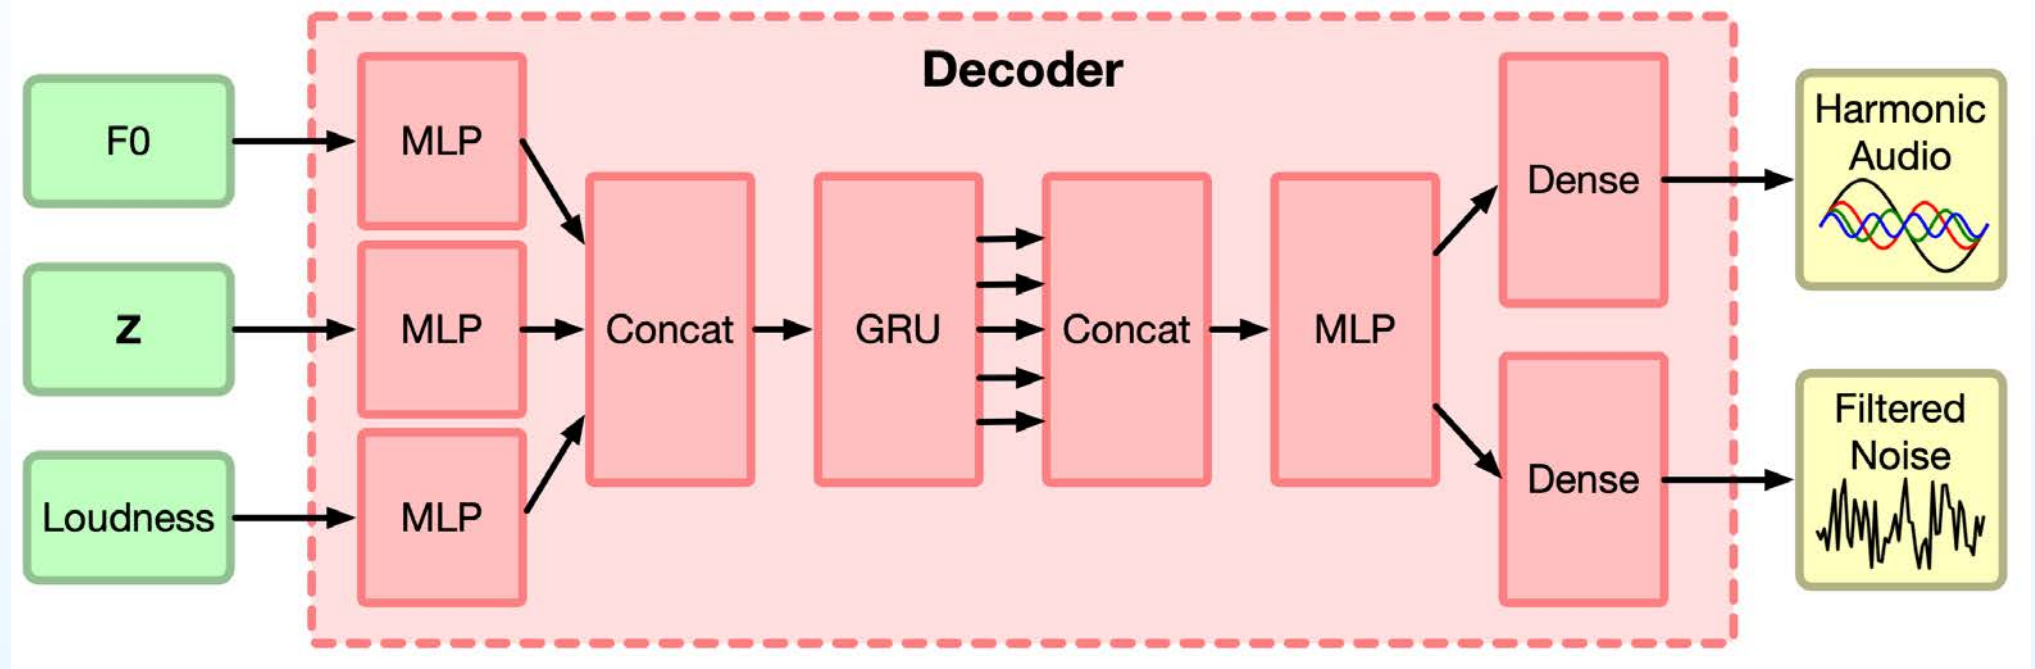 Decoder
F0
MLP
Z
MLP
Loudness
MLP
Concat
GRU
Concat
MLP
Dense
Dense
Harmonic
Audio
Filtered
Noise